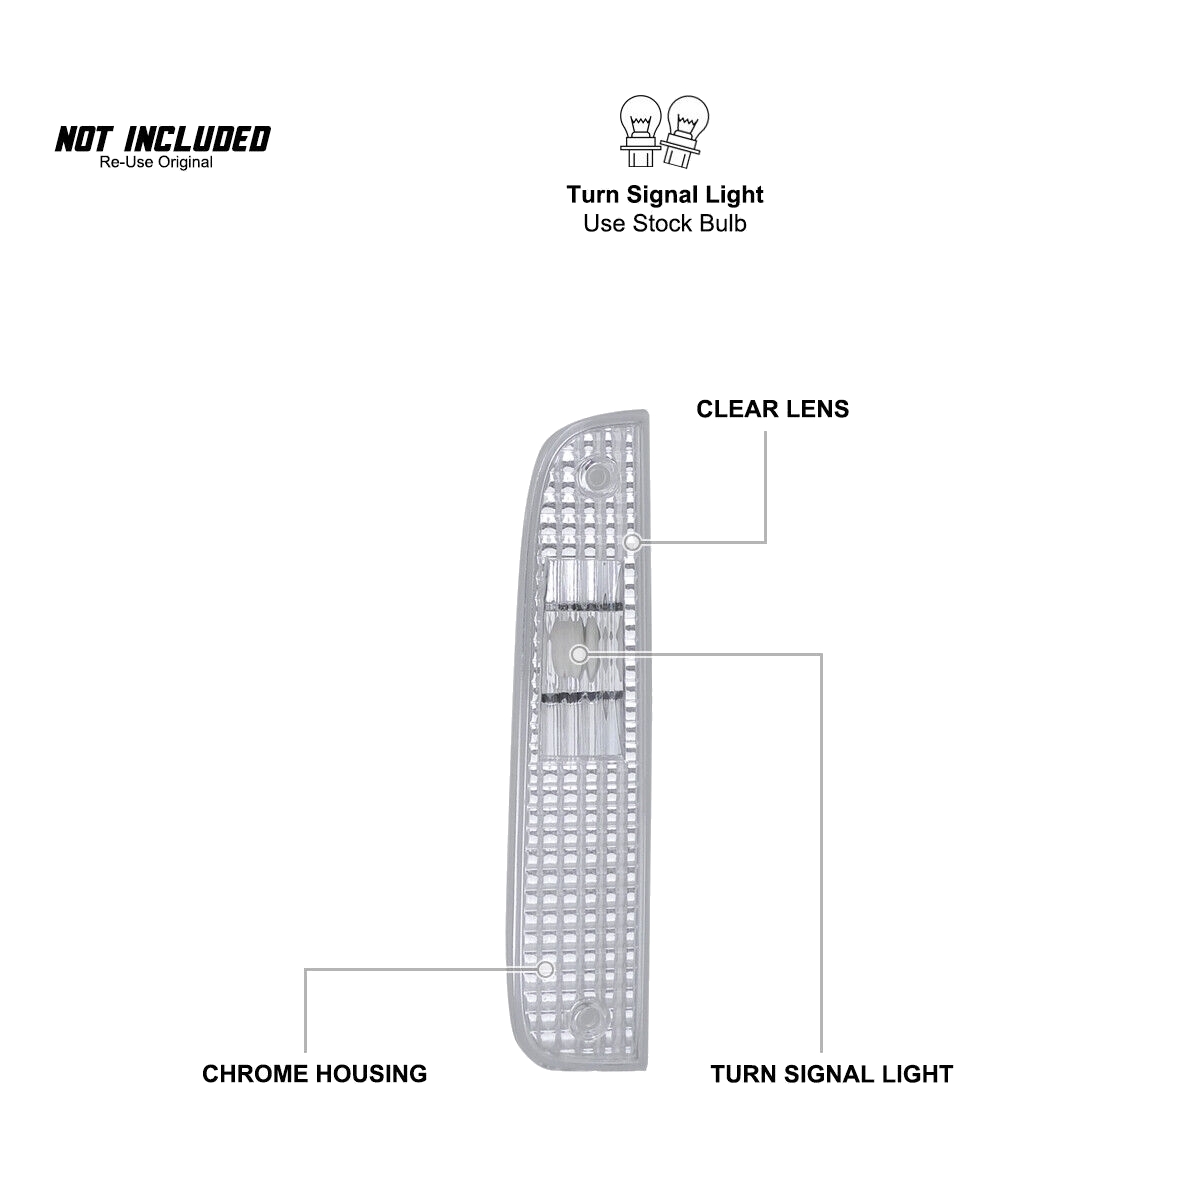 NOT INCLUDED
Re-Use Original
Turn Signal Light
Use Stock Bulb
CLEAR LENS
CHROME HOUSING
TURN SIGNAL LIGHT